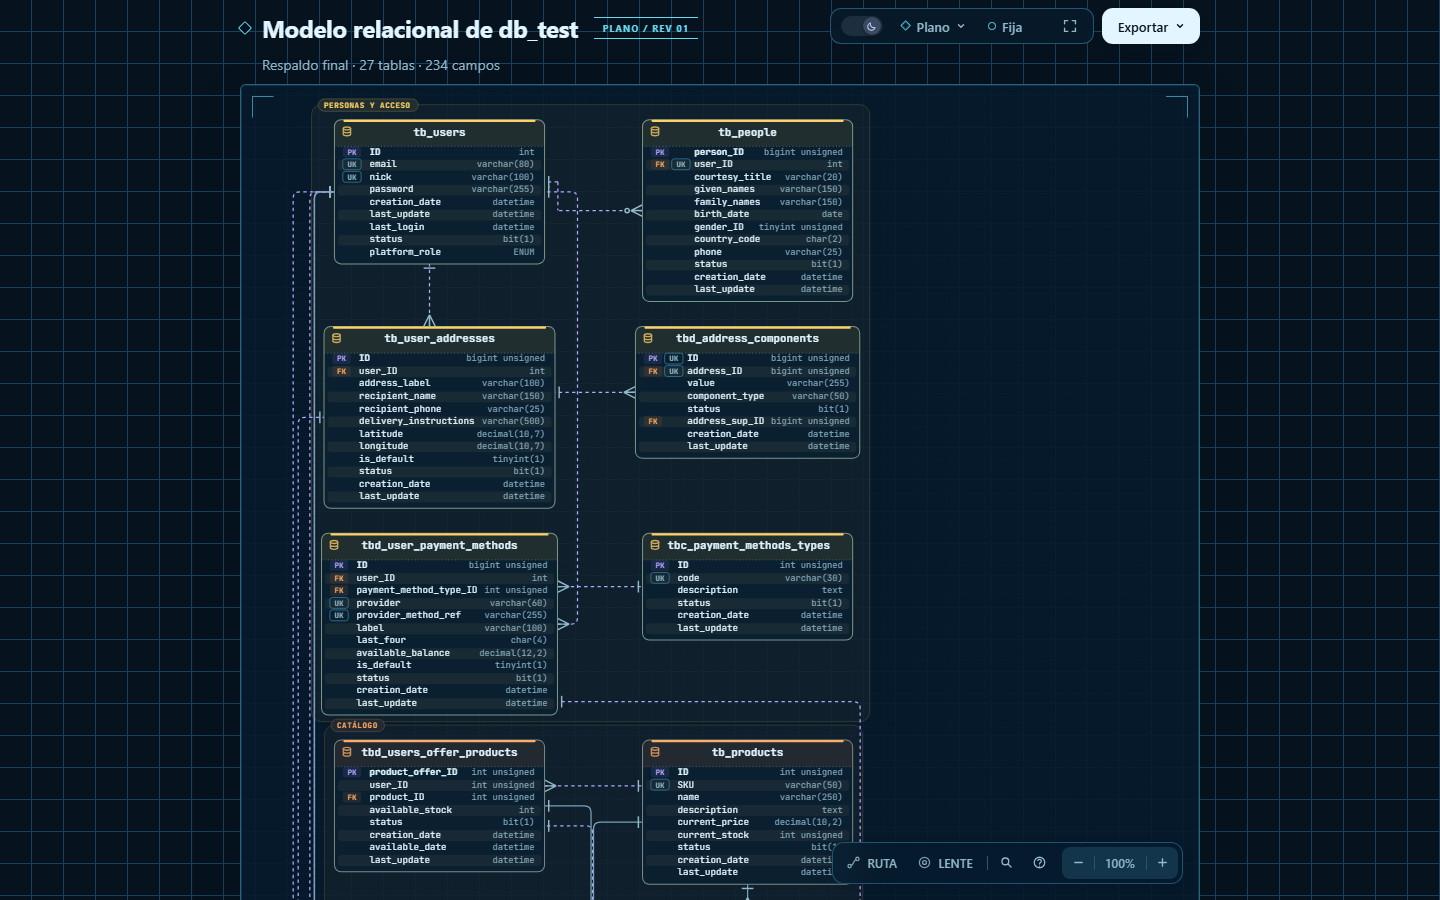 Modelo relacional de db_test
PLANO / REV 01
Plano
Fija
Exportar
Respaldo final · 27 tablas · 234 campos
PERSONAS Y ACCESO
tb_users
PK ID int
UK email varchar(80)
UK nick varchar(100)
password varchar(255)
creation_date datetime
last_update datetime
last_login datetime
status bit(1)
platform_role ENUM
tb_people
PK person_ID bigint unsigned
FK UK user_ID int
courtesy_title varchar(20)
given_names varchar(150)
family_names varchar(150)
birth_date date
gender_ID tinyint unsigned
country_code char(2)
phone varchar(25)
status bit(1)
creation_date datetime
last_update datetime
tb_user_addresses
PK ID bigint unsigned
FK user_ID int
address_label varchar(100)
recipient_name varchar(150)
recipient_phone varchar(25)
delivery_instructions varchar(500)
latitude decimal(10,7)
longitude decimal(10,7)
is_default tinyint(1)
status bit(1)
creation_date datetime
last_update datetime
tbd_address_components
PK UK ID bigint unsigned
FK UK address_ID bigint unsigned
value varchar(255)
component_type varchar(50)
status bit(1)
FK address_sup_ID bigint unsigned
creation_date datetime
last_update datetime
tbd_user_payment_methods
PK ID bigint unsigned
FK user_ID int
FK payment_method_type_ID int unsigned
UK provider varchar(60)
UK provider_method_ref varchar(255)
label varchar(100)
last_four char(4)
available_balance decimal(12,2)
is_default tinyint(1)
status bit(1)
creation_date datetime
last_update datetime
tbc_payment_methods_types
PK ID int unsigned
UK code varchar(30)
description text
status bit(1)
creation_date datetime
last_update datetime
CATÁLOGO
tbd_users_offer_products
PK product_offer_ID int unsigned
user_ID int unsigned
FK product_ID int unsigned
available_stock int
status bit(1)
creation_date datetime
available_date datetime
last_update datetime
tb_products
PK ID int unsigned
UK SKU varchar(50)
name varchar(250)
description text
current_price decimal(10,2)
current_stock int unsigned
status bit(1
creation_date datet
last_update dateti
RUTA
LENTE
− 100% +